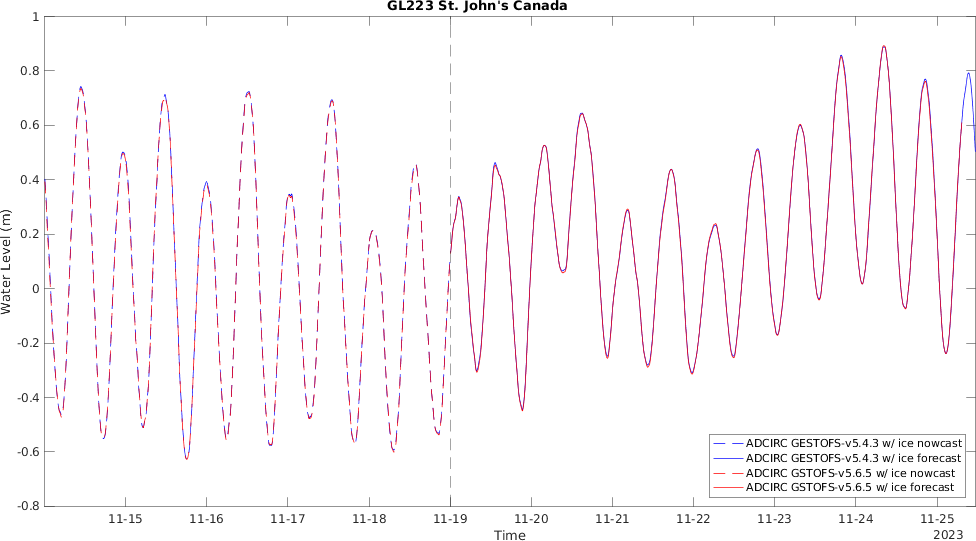 GL223 St. John's Canada
Water Level (m)
1
0.8
0.6
0.4
0.2
0
-0.2
-0.4
-0.6
-0.8
ADCIRC GESTOFS-v5.4.3 w/ ice nowcast
ADCIRC GESTOFS-v5.4.3 w/ ice forecast
ADCIRC GSTOFS-v5.6.5 w/ ice nowcast
ADCIRC GSTOFS-v5.6.5 w/ ice forecast
11-15 11-16 11-17 11-18 11-19 11-20 11-21 11-22 11-23 11-24 11-25
Time 2023